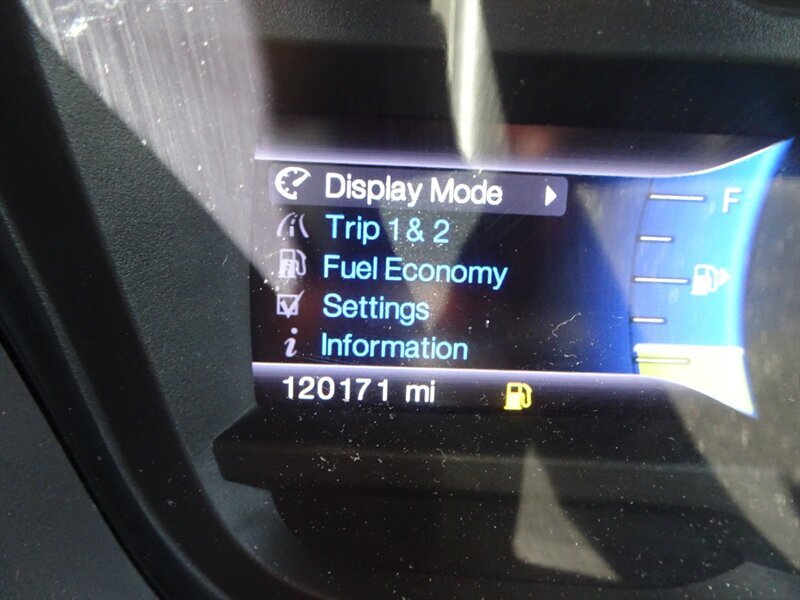 Display Mode
F
Trip 1 & 2
Fuel Economy
Settings
Information
120171 mi